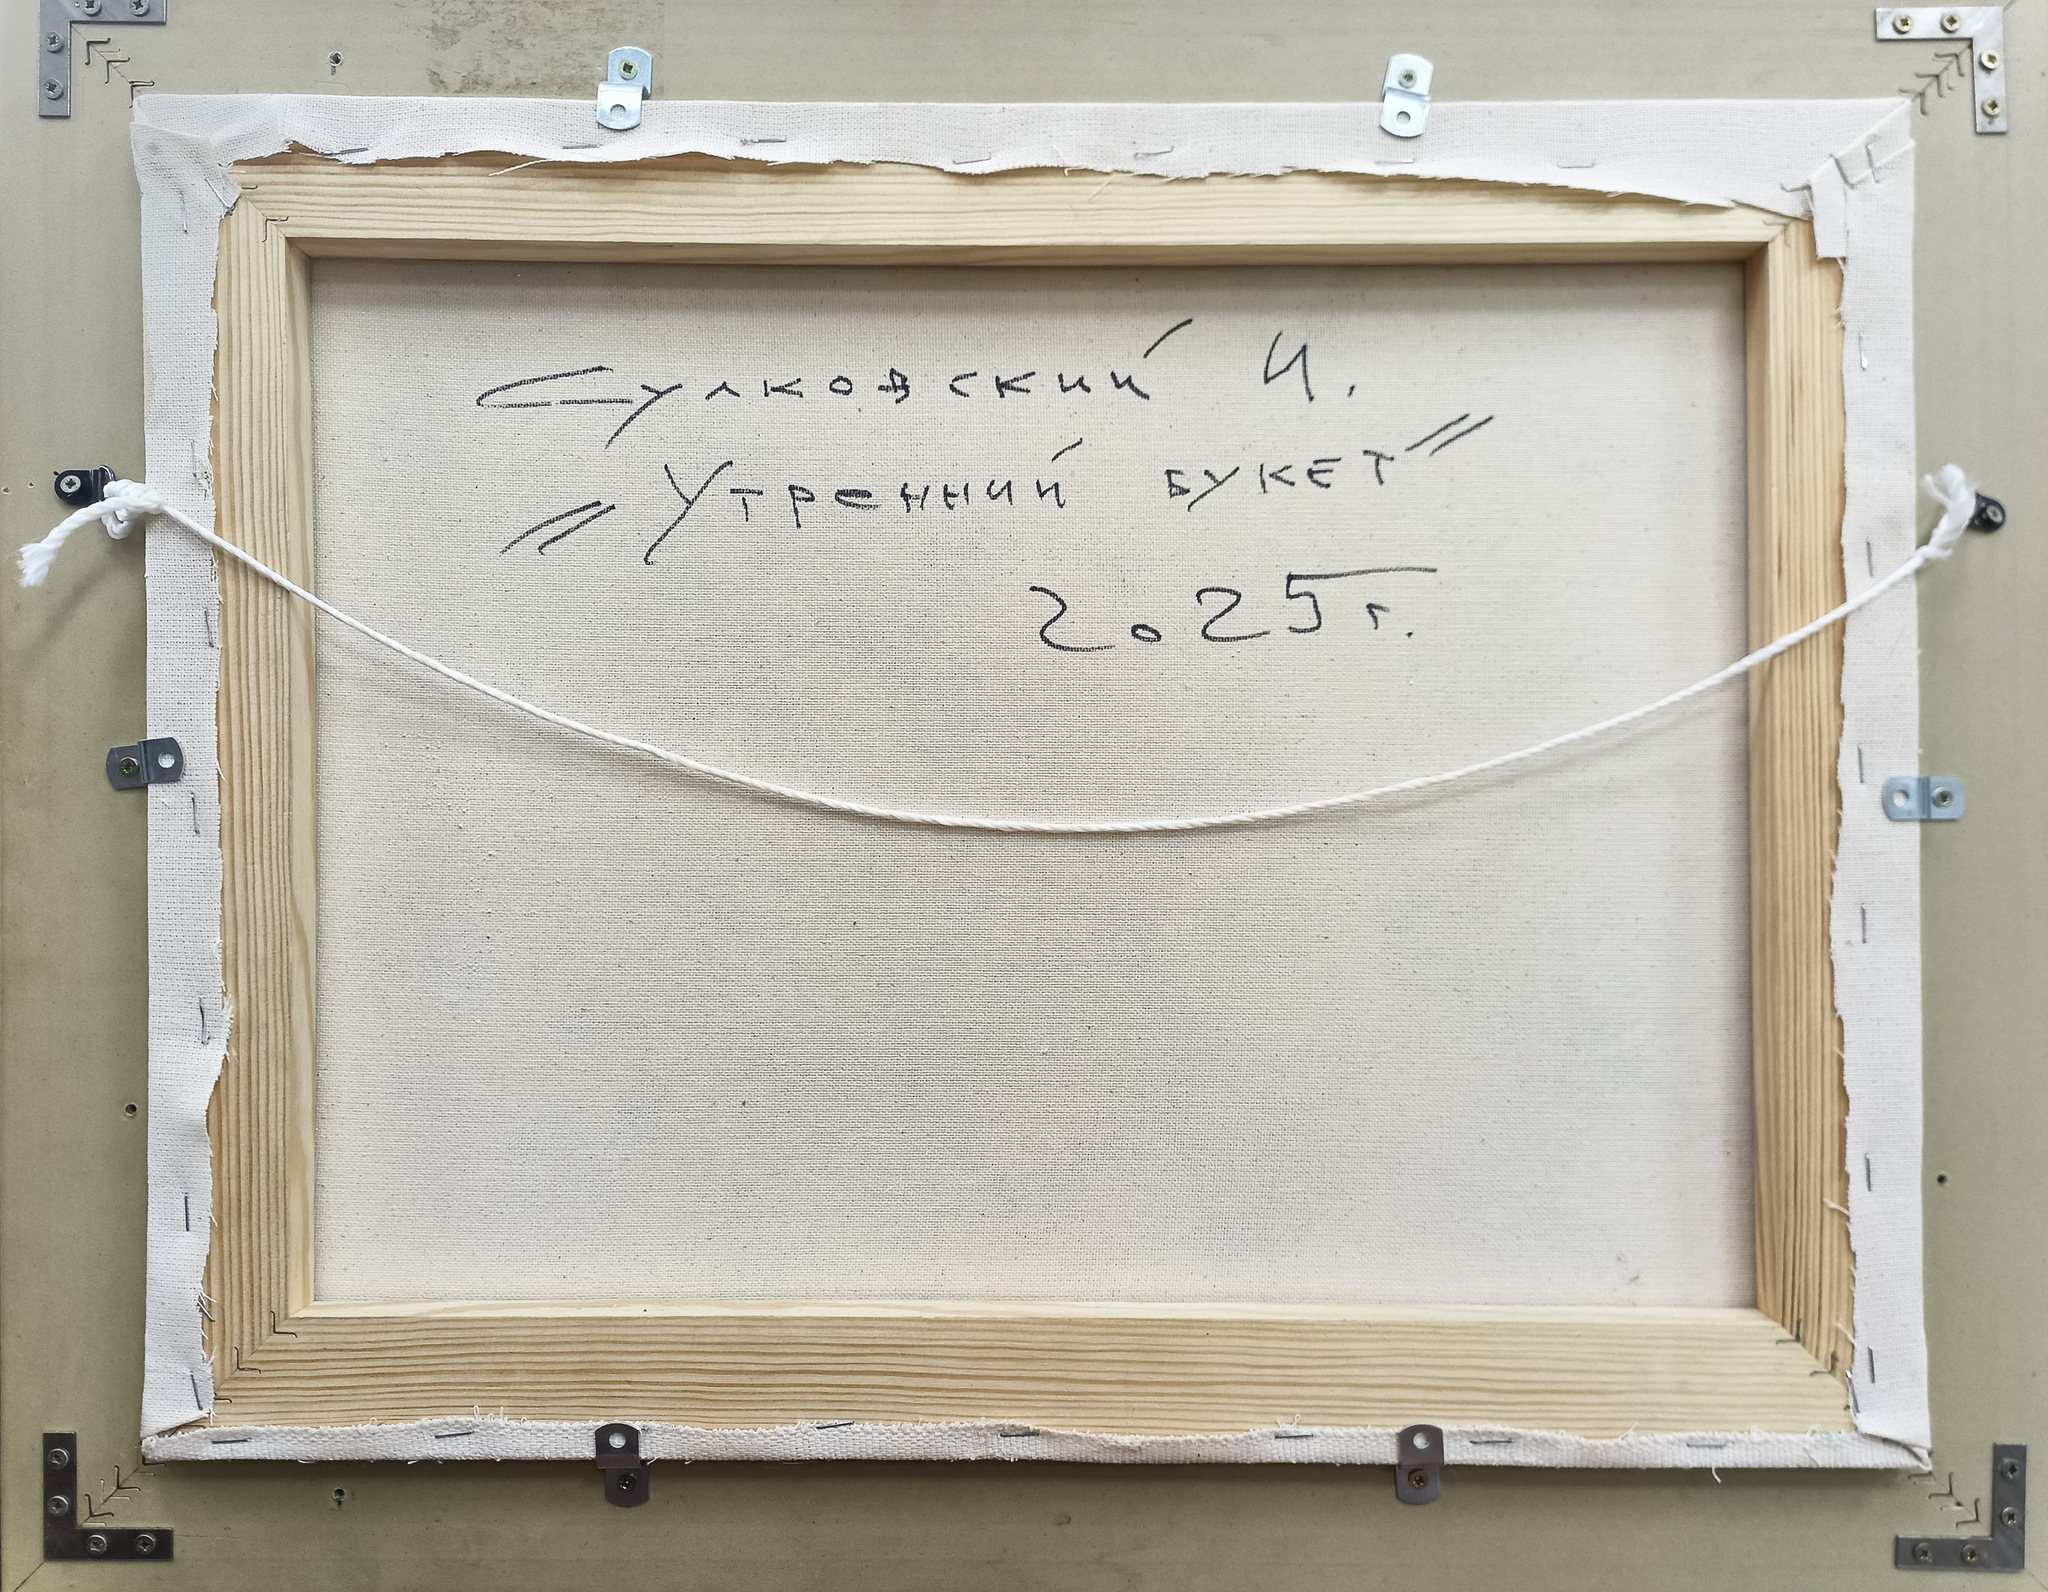 Сулковский И.
"Утренний букет"
2025 г.